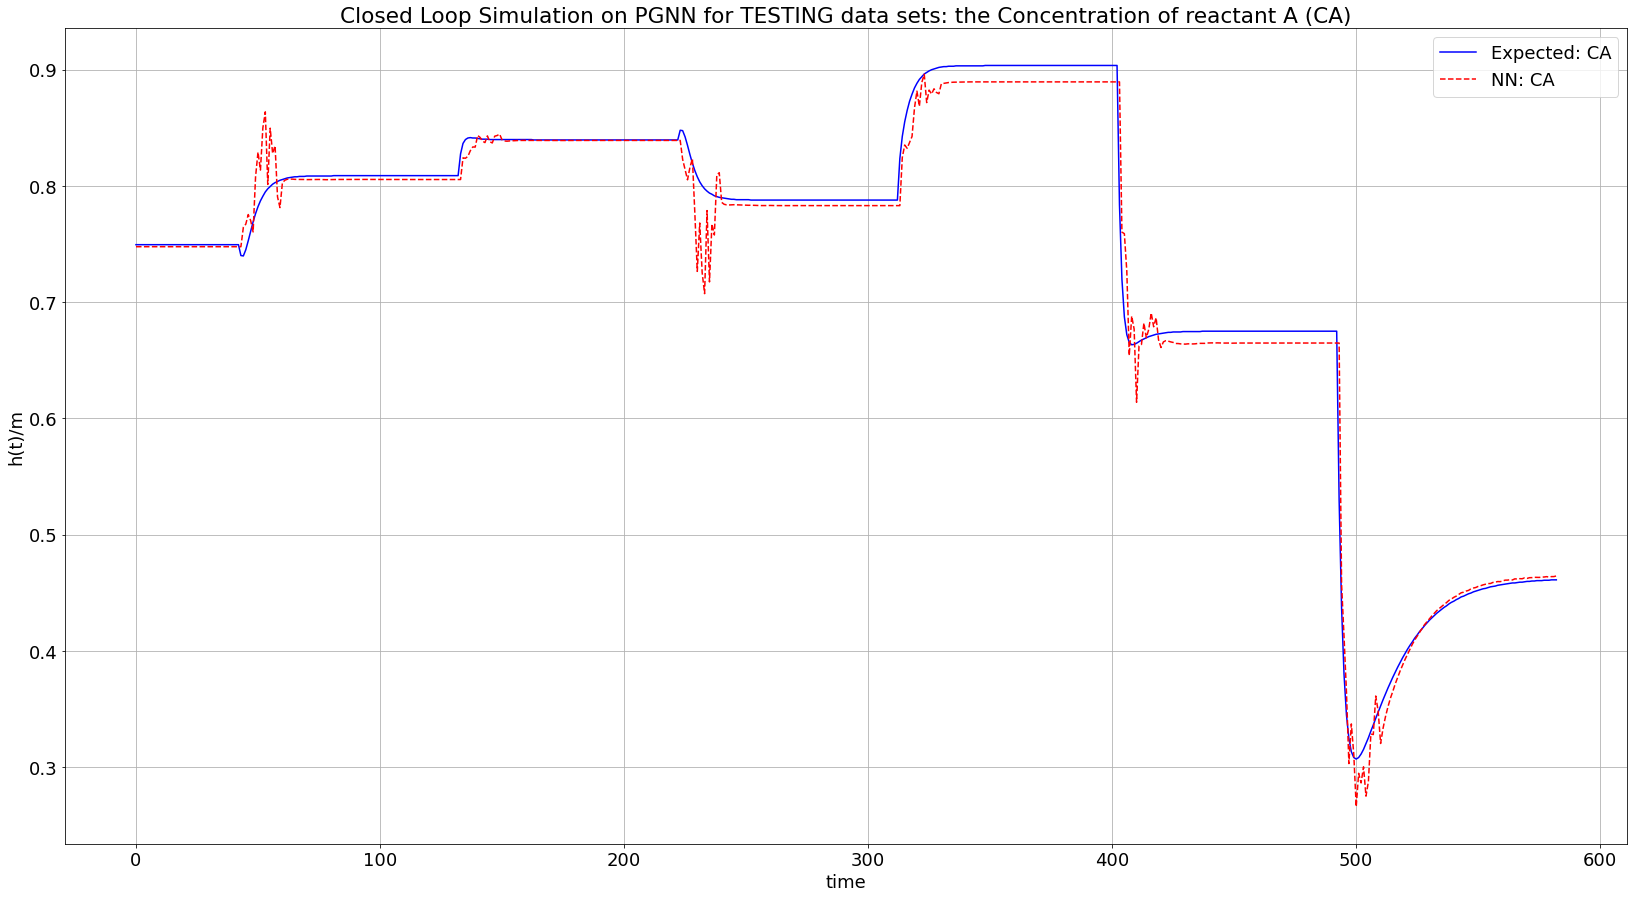 Closed Loop Simulation on PGNN for TESTING data sets: the Concentration of reactant A (CA)
Expected: CA
NN: CA
h(t)/m
0.9
0.8
0.7
0.6
0.5
0.4
0.3
0 100 200 300 400 500 600
time